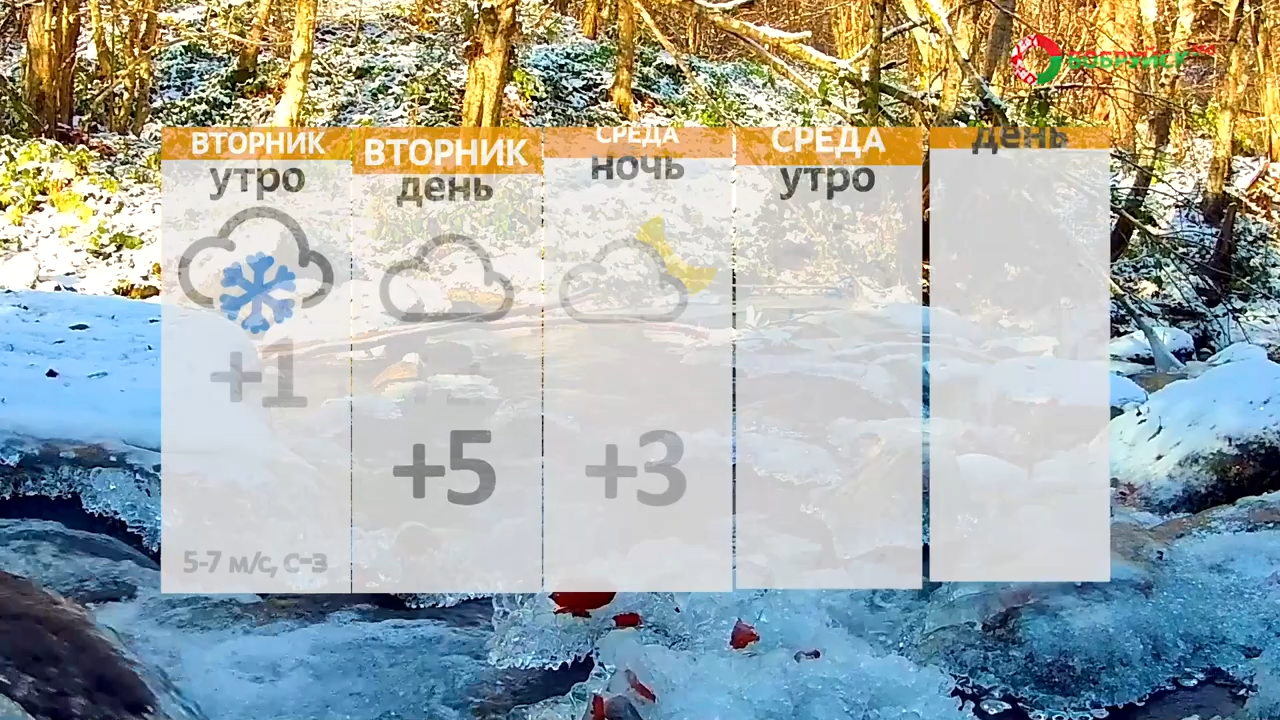 БОБРУЙСК
ВТОРНИК
утро
+1
5-7 м/с, С-З
ВТОРНИК
день
+5
СРЕДА
ночь
+3
СРЕДА
утро
день